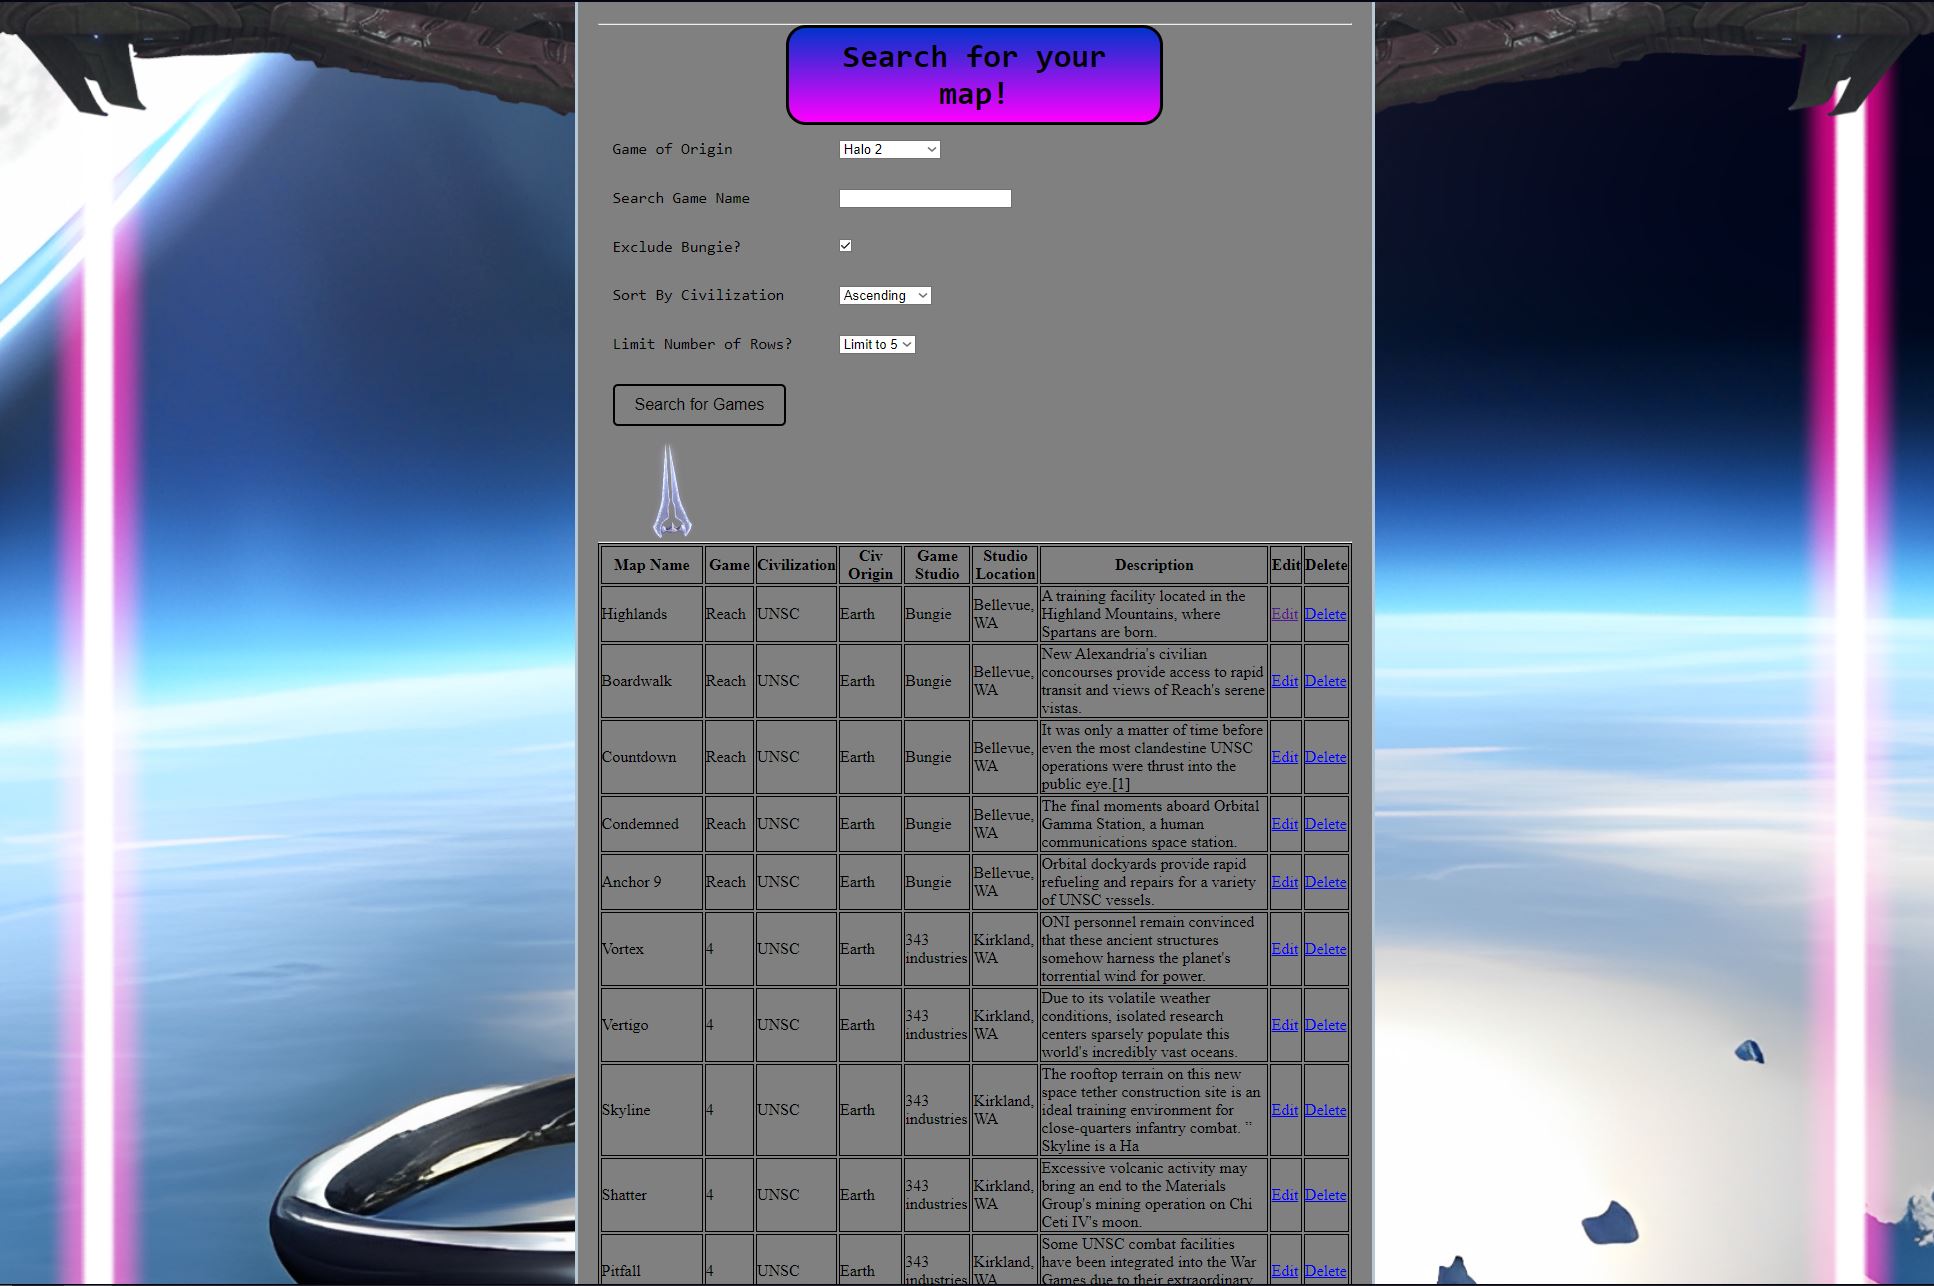 Search for your
map!
Game of Origin
Halo 2
Search Game Name
Exclude Bungie?
Sort By Civilization
Ascending
Limit Number of Rows?
Limit to 5
Search for Games
Map Name Game Civilization Civ Origin Game Studio Studio Location Description Edit Delete
Highlands Reach UNSC Earth Bungie Bellevue, WA A training facility located in the Highland Mountains, where Spartans are born. Edit Delete
Boardwalk Reach UNSC Earth Bungie Bellevue, WA New Alexandria's civilian concourses provide access to rapid transit and views of Reach's serene vistas. Edit Delete
Countdown Reach UNSC Earth Bungie Bellevue, WA It was only a matter of time before even the most clandestine UNSC operations were thrust into the public eye.[1] Edit Delete
Condemned Reach UNSC Earth Bungie Bellevue, WA The final moments aboard Orbital Gamma Station, a human communications space station. Edit Delete
Anchor 9 Reach UNSC Earth Bungie Bellevue, WA Orbital dockyards provide rapid refueling and repairs for a variety of UNSC vessels. Edit Delete
Vortex 4 UNSC Earth 343 industries Kirkland, WA ONI personnel remain convinced that these ancient structures somehow harness the planet's torrential wind for power. Edit Delete
Vertigo 4 UNSC Earth 343 industries Kirkland, WA Due to its volatile weather conditions, isolated research centers sparsely populate this world's incredibly vast oceans. Edit Delete
Skyline 4 UNSC Earth 343 industries Kirkland, WA The rooftop terrain on this new space tether construction site is an ideal training environment for close-quarters infantry combat. ” Skyline is a Ha Edit Delete
Shatter 4 UNSC Earth 343 industries Kirkland, WA Excessive volcanic activity may bring an end to the Materials Group's mining operation on Chi Ceti IV's moon. Edit Delete
Pitfall 4 UNSC Earth 343 industries Kirkland, WA Some UNSC combat facilities have been integrated into the War Games due to their extraordinary Edit Delete